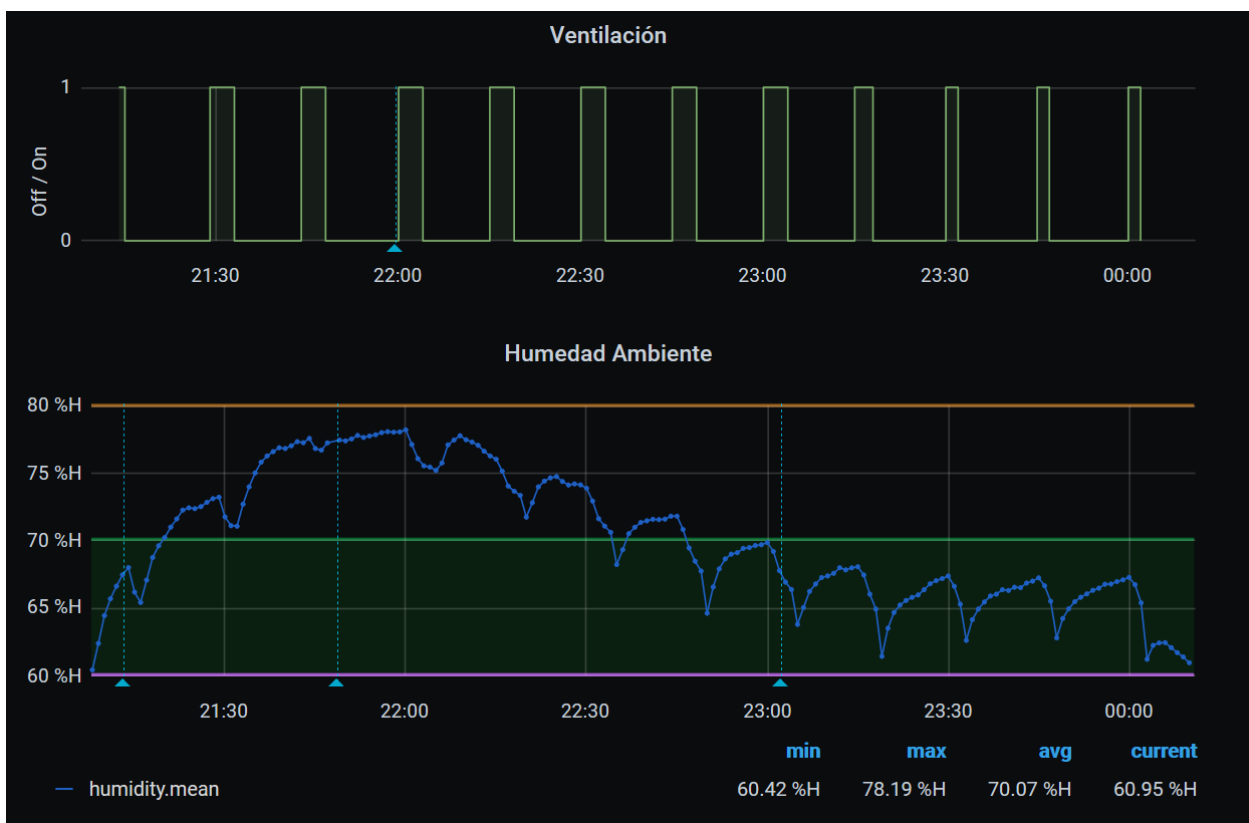 Ventilación
1
Off / On
0
21:30 22:00 22:30 23:00 23:30 00:00
Humedad Ambiente
80 %H
75 %H
70 %H
65 %H
60 %H
21:30 22:00 22:30 23:00 23:30 00:00
min max avg current
humidity.mean 60.42 %H 78.19 %H 70.07 %H 60.95 %H